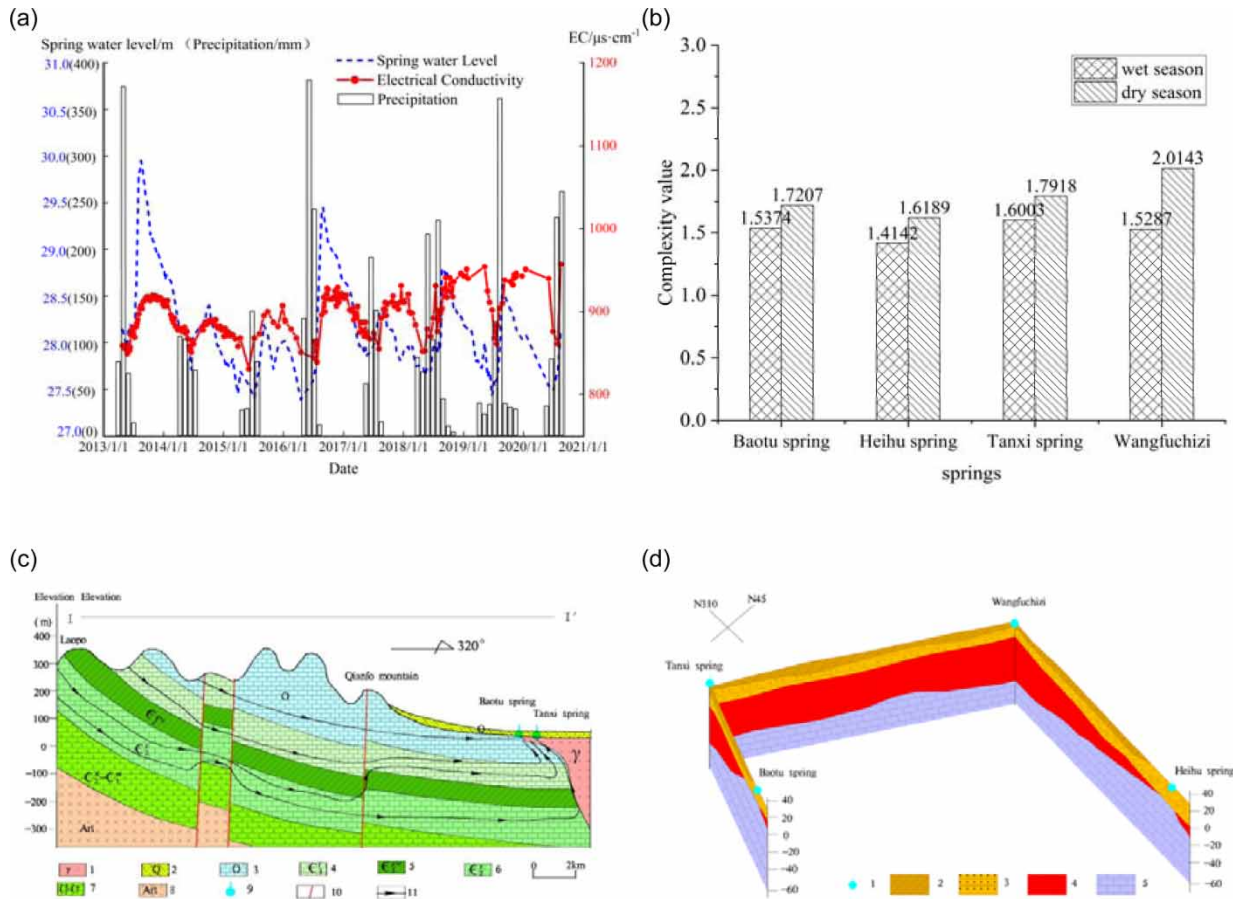 (a)
Spring water level/m （Precipitation/mm）
EC/μs·cm⁻¹
Spring water Level
Electrical Conductivity
Precipitation
31.0(400)
30.5(350)
30.0(300)
29.5(250)
29.0(200)
28.5(150)
28.0(100)
27.5(50)
27.0(0)
1200
1100
1000
900
800
2013/1/1 2014/1/1 2015/1/1 2016/1/1 2017/1/1 2018/1/1 2019/1/1 2020/1/1 2021/1/1
Date
(b)
Complexity value
3.0
2.5
2.0
1.5
1.0
0.5
0.0
wet season
dry season
1.5374 1.7207 1.4142 1.6189 1.6003 1.7918 1.5287 2.0143
Baotu spring Heihu spring Tanxi spring Wangfuchizi
springs
(c)
Elevation Elevation
(m)
I I′
400
300
200
100
0
−100
−200
−300
Laopo
320°
Qianfo mountain
Baotu spring
Tanxi spring
O
Q
γ
Ar1
γ 1 Q 2 O 3 4 5 6
7 Ar1 8 9 10 11
0 2km
(d)
N310 N45
Wangfuchizi
Tanxi spring
Baotu spring
Heihu spring
40
20
0
−20
−40
−60
40
20
0
−20
−40
−60
1 2 3 4 5